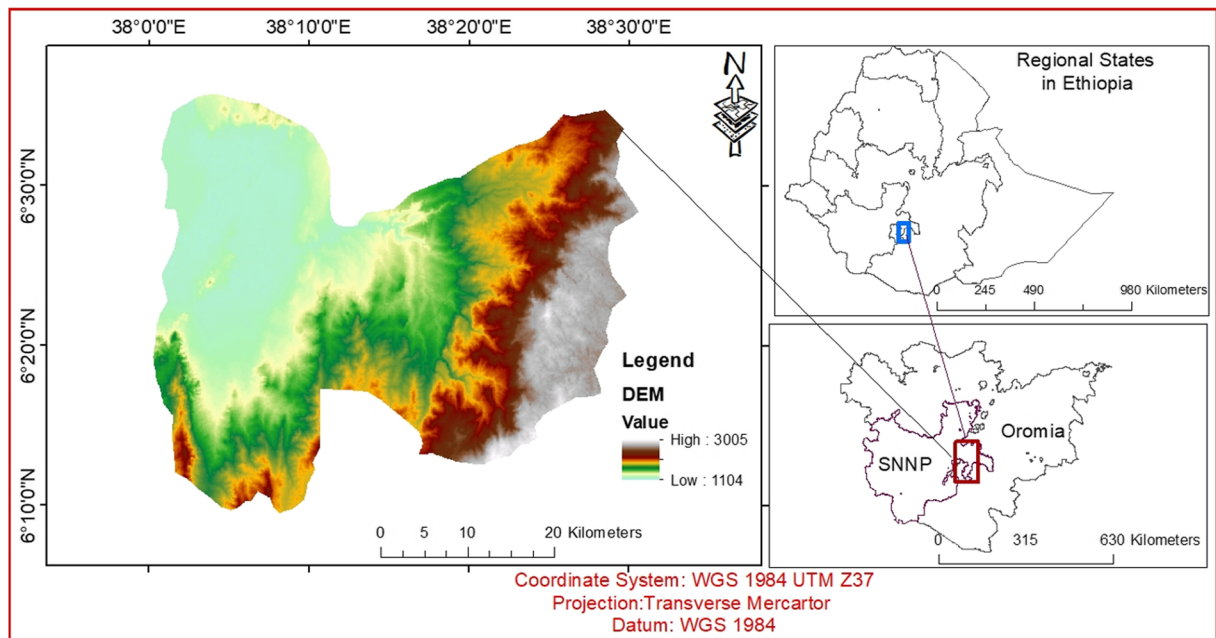 38°0'0"E 38°10'0"E 38°20'0"E 38°30'0"E
6°30'0"N
6°20'0"N
6°10'0"N
N
Legend
DEM
Value
High : 3005
Low : 1104
0 5 10 20 Kilometers
Regional States
in Ethiopia
0 245 490 980 Kilometers
Oromia
SNNP
0 315 630 Kilometers
Coordinate System: WGS 1984 UTM Z37
Projection:Transverse Mercartor
Datum: WGS 1984